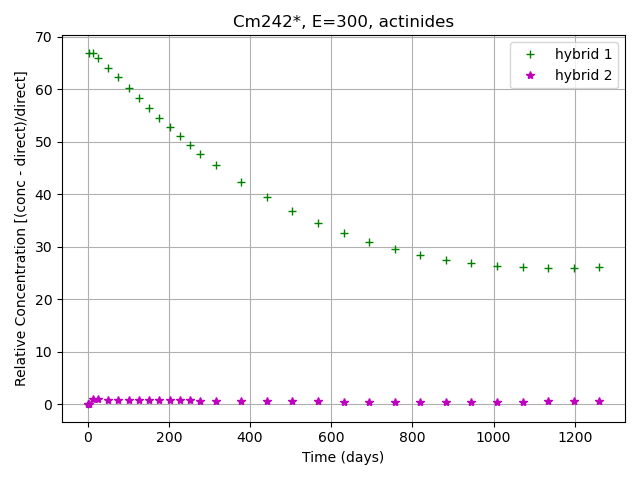 Cm242*, E=300, actinides
Relative Concentration [(conc - direct)/direct]
70
60
50
40
30
20
10
0
hybrid 1
hybrid 2
0 200 400 600 800 1000 1200
Time (days)